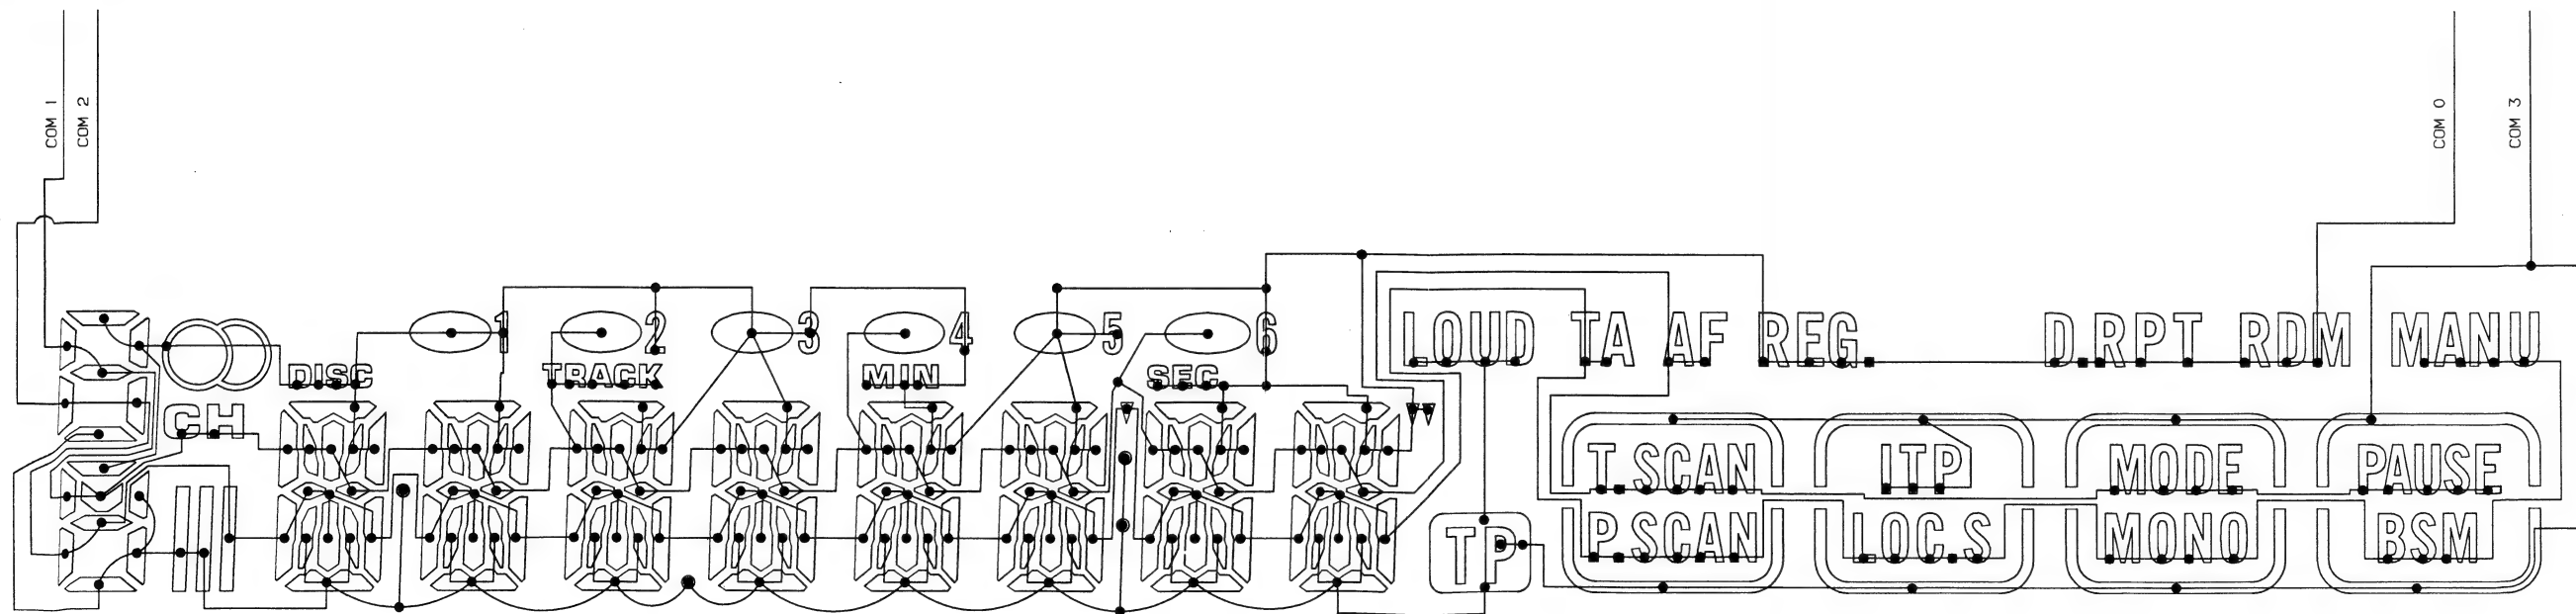 COM 1
COM 2
COM 0
COM 3
1 2 3 4 5 6 LOUD TA AF REG D.RPT RDM MANU
DISC TRACK MIN SEC
CH
T.SCAN ITP MODE PAUSE
TP P.SCAN LOC.S MONO BSM